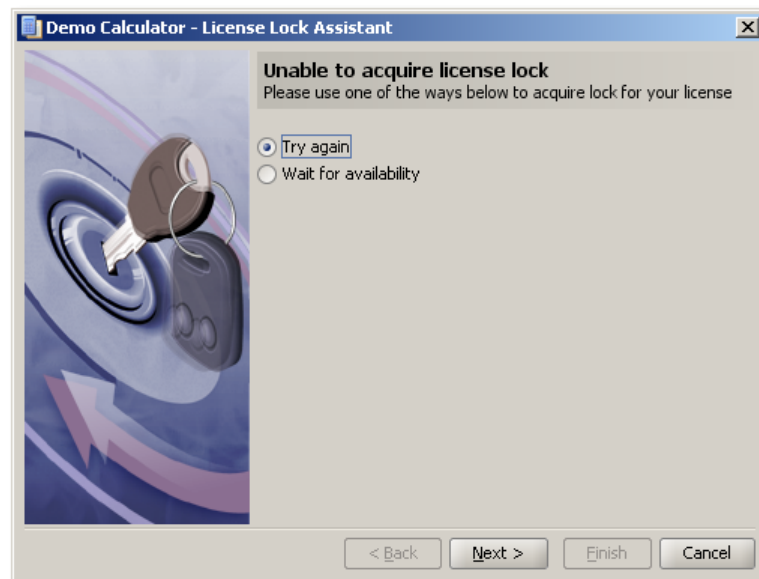 Demo Calculator - License Lock Assistant
Unable to acquire license lock
Please use one of the ways below to acquire lock for your license
Try again
Wait for availability
< Back
Next >
Finish
Cancel